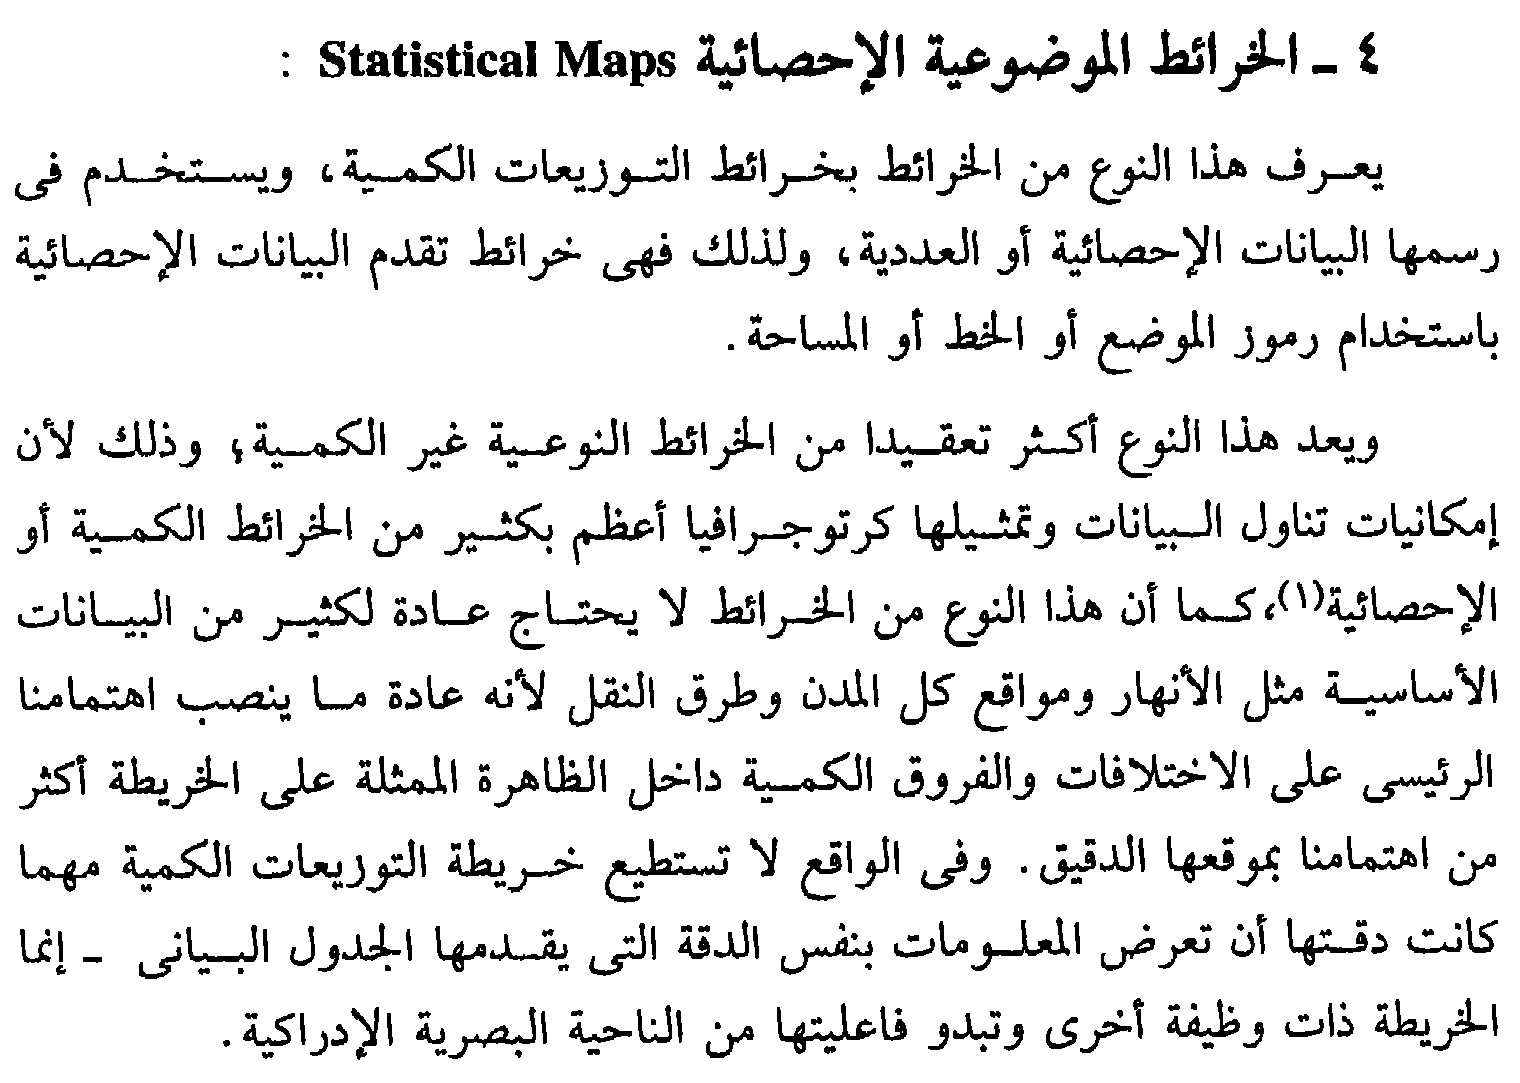 ٤ ـ الخرائط الموضوعية الإحصائية Statistical Maps :
يعرف هذا النوع من الخرائط بخرائط التوزيعات الكمية، ويستخدم فى
رسمها البيانات الإحصائية أو العددية، ولذلك فهى خرائط تقدم البيانات الإحصائية
باستخدام رموز الموضع أو الخط أو المساحة.
ويعد هذا النوع أكثر تعقيدا من الخرائط النوعية غير الكمية؛ وذلك لأن
إمكانيات تناول البيانات وتمثيلها كرتوجرافيا أعظم بكثير من الخرائط الكمية أو
الإحصائية(١)، كما أن هذا النوع من الخرائط لا يحتاج عادة لكثير من البيانات
الأساسية مثل الأنهار ومواقع كل المدن وطرق النقل لأنه عادة ما ينصب اهتمامنا
الرئيسى على الاختلافات والفروق الكمية داخل الظاهرة الممثلة على الخريطة أكثر
من اهتمامنا بموقعها الدقيق. وفى الواقع لا تستطيع خريطة التوزيعات الكمية مهما
كانت دقتها أن تعرض المعلومات بنفس الدقة التى يقدمها الجدول البيانى ـ إنما
الخريطة ذات وظيفة أخرى وتبدو فاعليتها من الناحية البصرية الإدراكية.